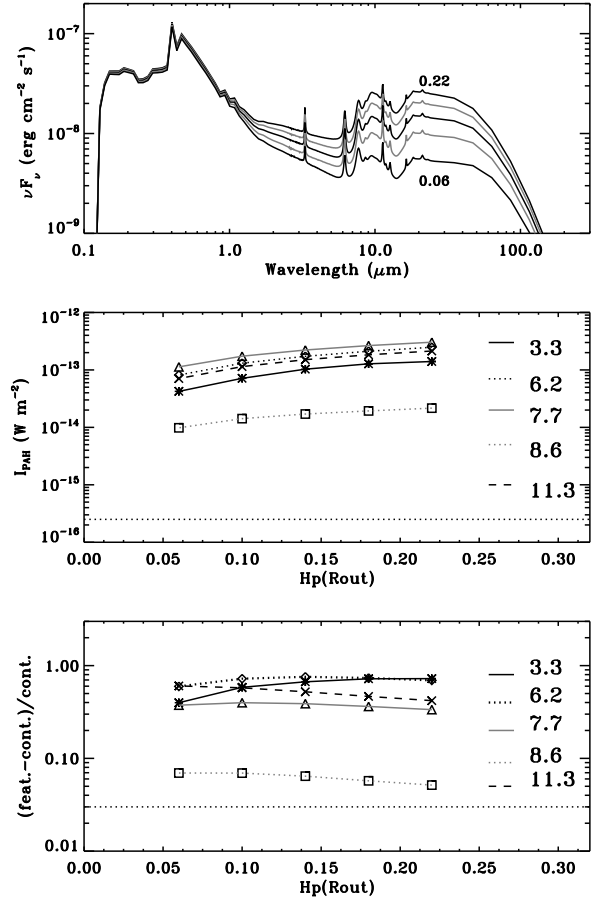 10⁻⁷
10⁻⁸
10⁻⁹
νFᵥ (erg cm⁻² s⁻¹)
0.22
0.06
0.1 1.0 10.0 100.0
Wavelength (μm)
10⁻¹²
10⁻¹³
10⁻¹⁴
10⁻¹⁵
10⁻¹⁶
I_PAH (W m⁻²)
3.3
6.2
7.7
8.6
11.3
0.00 0.05 0.10 0.15 0.20 0.25 0.30
Hp(Rout)
1.00
0.10
0.01
(feat.-cont.)/cont.
3.3
6.2
7.7
8.6
11.3
0.00 0.05 0.10 0.15 0.20 0.25 0.30
Hp(Rout)